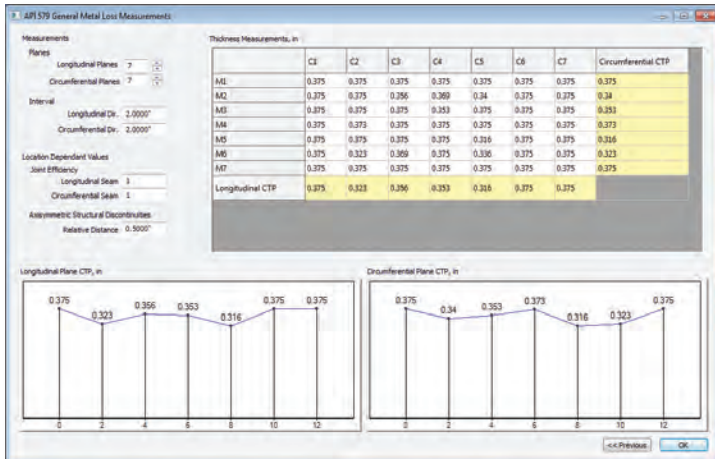 API 579 General Metal Loss Measurements
Measurements
Planes
Longitudinal Planes 7
Circumferential Planes 7
Interval
Longitudinal Dir. 2.0000"
Circumferential Dir. 2.0000"
Location Dependant Values
Joint Efficiency
Longitudinal Seam 1
Circumferential Seam 1
Axisymmetric Structural Discontinuities
Relative Distance 0.5000"
Thickness Measurements, in
C1 C2 C3 C4 C5 C6 C7 Circumferential CTP
M1 0.375 0.375 0.375 0.375 0.375 0.375 0.375 0.375
M2 0.375 0.375 0.356 0.369 0.34 0.375 0.375 0.34
M3 0.375 0.375 0.375 0.353 0.375 0.375 0.375 0.353
M4 0.375 0.373 0.375 0.375 0.375 0.375 0.375 0.373
M5 0.375 0.375 0.375 0.375 0.316 0.375 0.375 0.316
M6 0.375 0.323 0.369 0.375 0.336 0.375 0.375 0.323
M7 0.375 0.375 0.375 0.375 0.375 0.375 0.375 0.375
Longitudinal CTP 0.375 0.323 0.356 0.353 0.316 0.375 0.375
Longitudinal Plane CTP, in
0.375 0.323 0.356 0.353 0.316 0.375 0.375
0 2 4 6 8 10 12
Circumferential Plane CTP, in
0.375 0.34 0.353 0.373 0.316 0.323 0.375
0 2 4 6 8 10 12
<< Previous OK